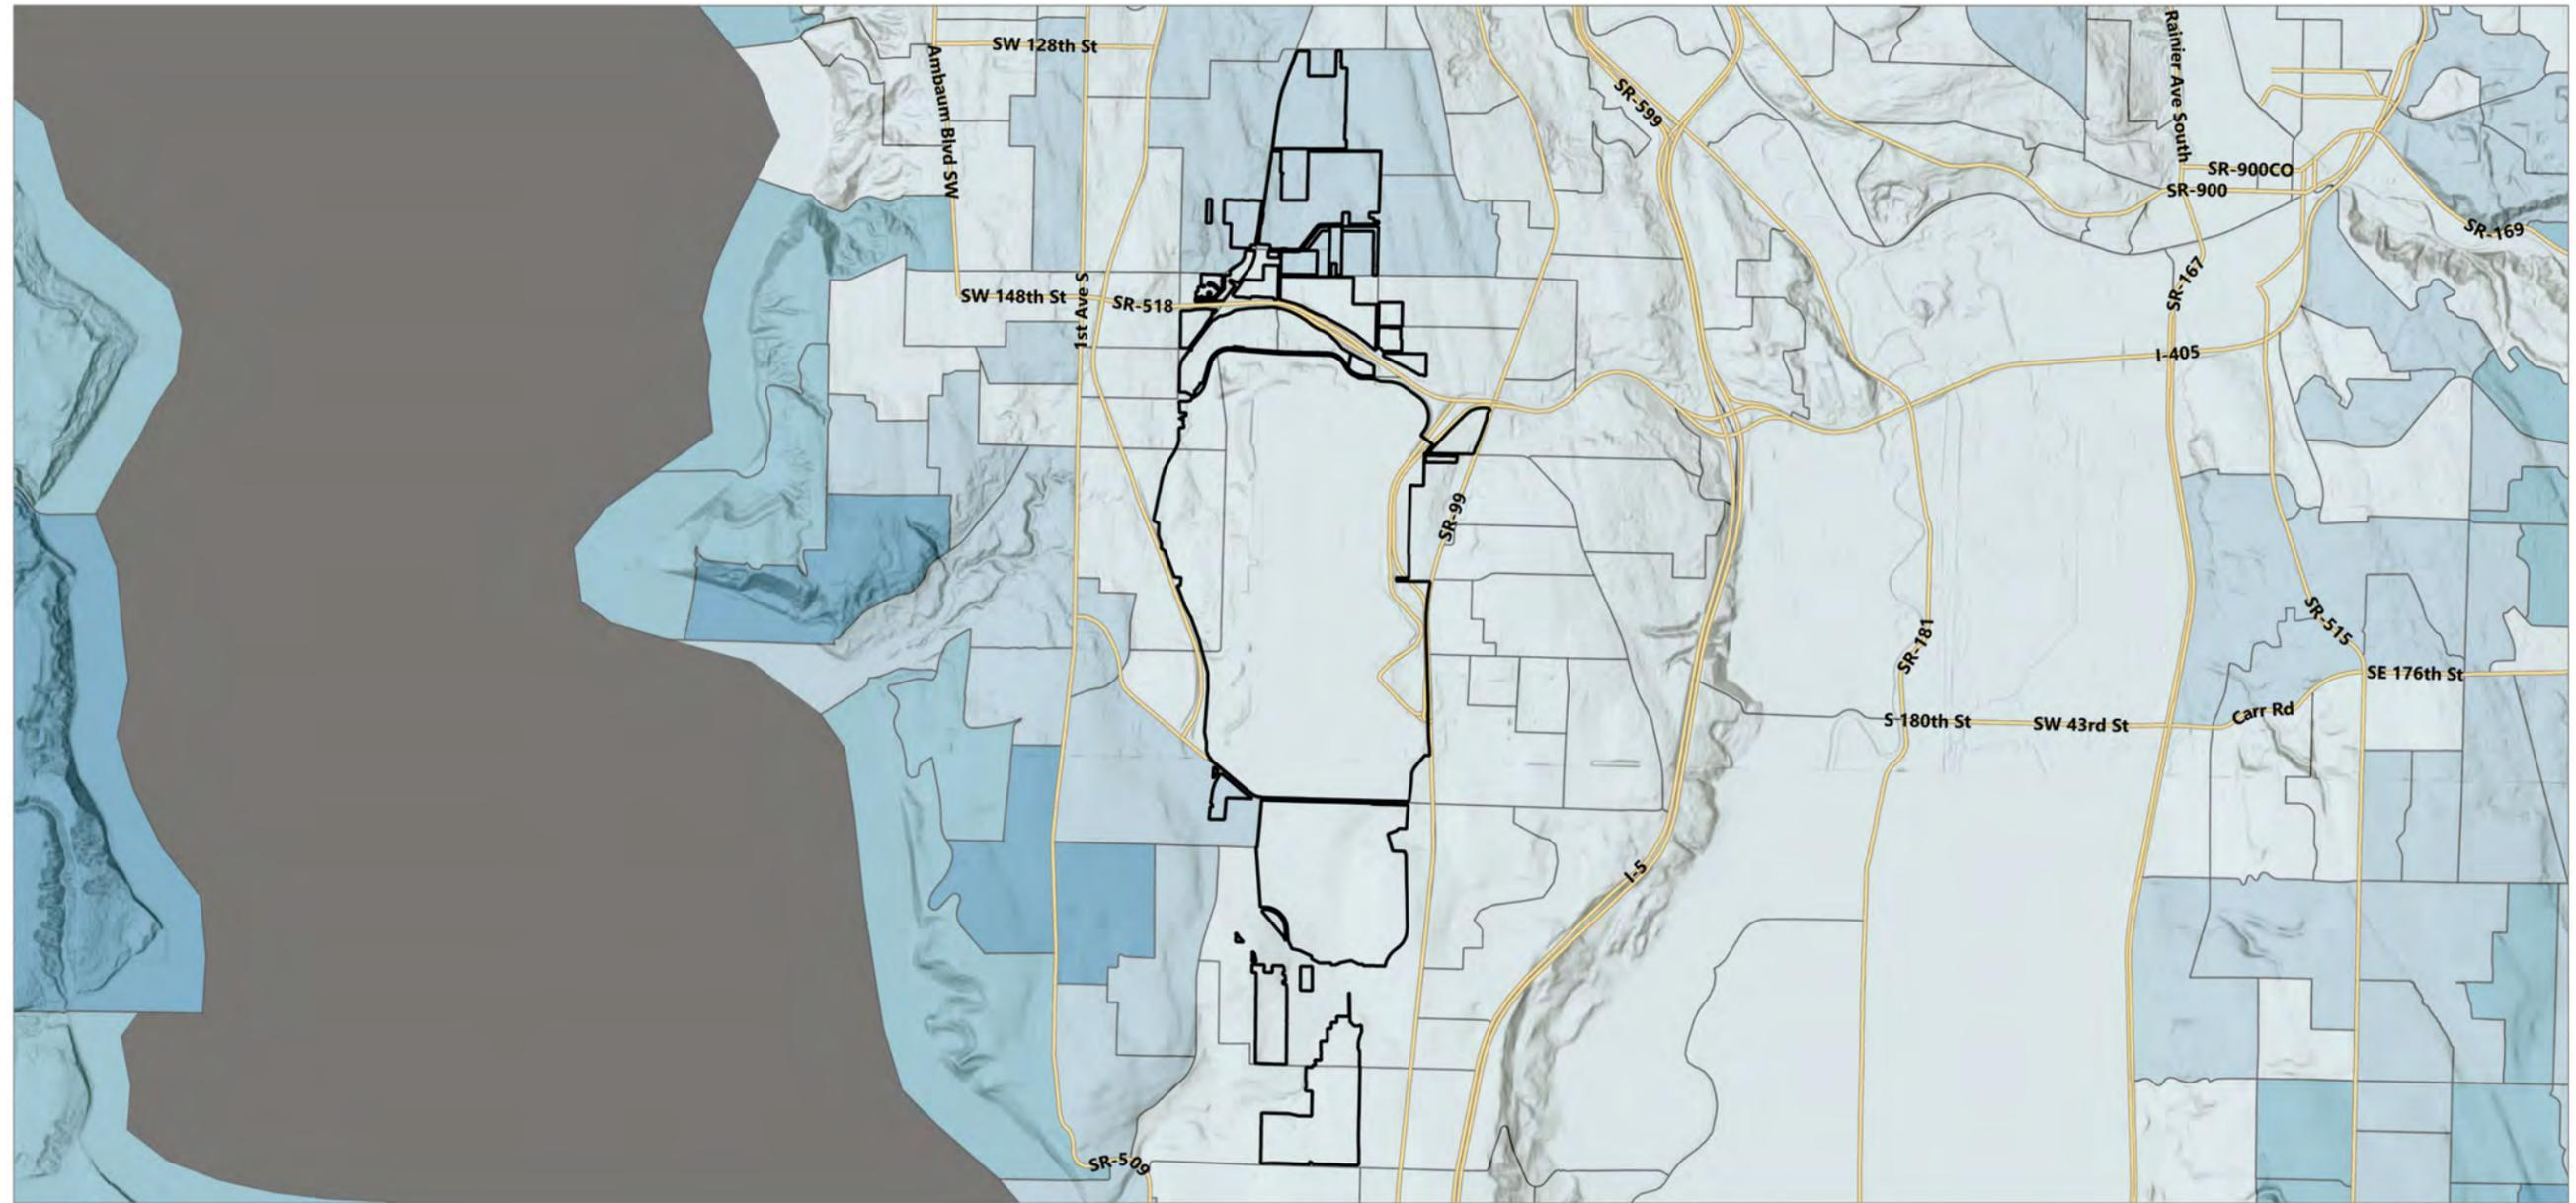 SW 128th St
Ambaum Blvd SW
SR-599
Rainier Ave South
SR-900CO
SR-900
SR-169
SW 148th St
1st Ave S
SR-518
SR-167
I-405
SR-99
SR-515
SR-181
SE 176th St
S 180th St
SW 43rd St
Carr Rd
I-5
SR-509